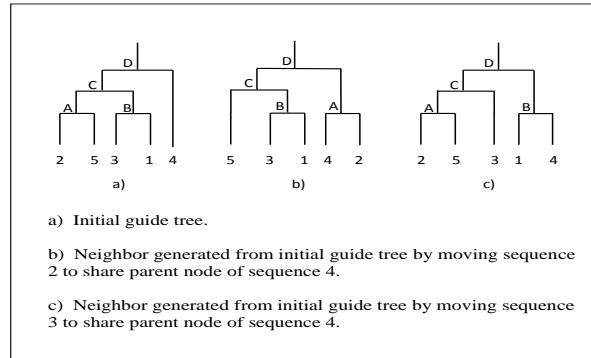 D D D
C C C
A B B A A B
2 5 3 1 4 5 3 1 4 2 2 5 3 1 4
a) b) c)
a) Initial guide tree.
b) Neighbor generated from initial guide tree by moving sequence
2 to share parent node of sequence 4.
c) Neighbor generated from initial guide tree by moving sequence
3 to share parent node of sequence 4.